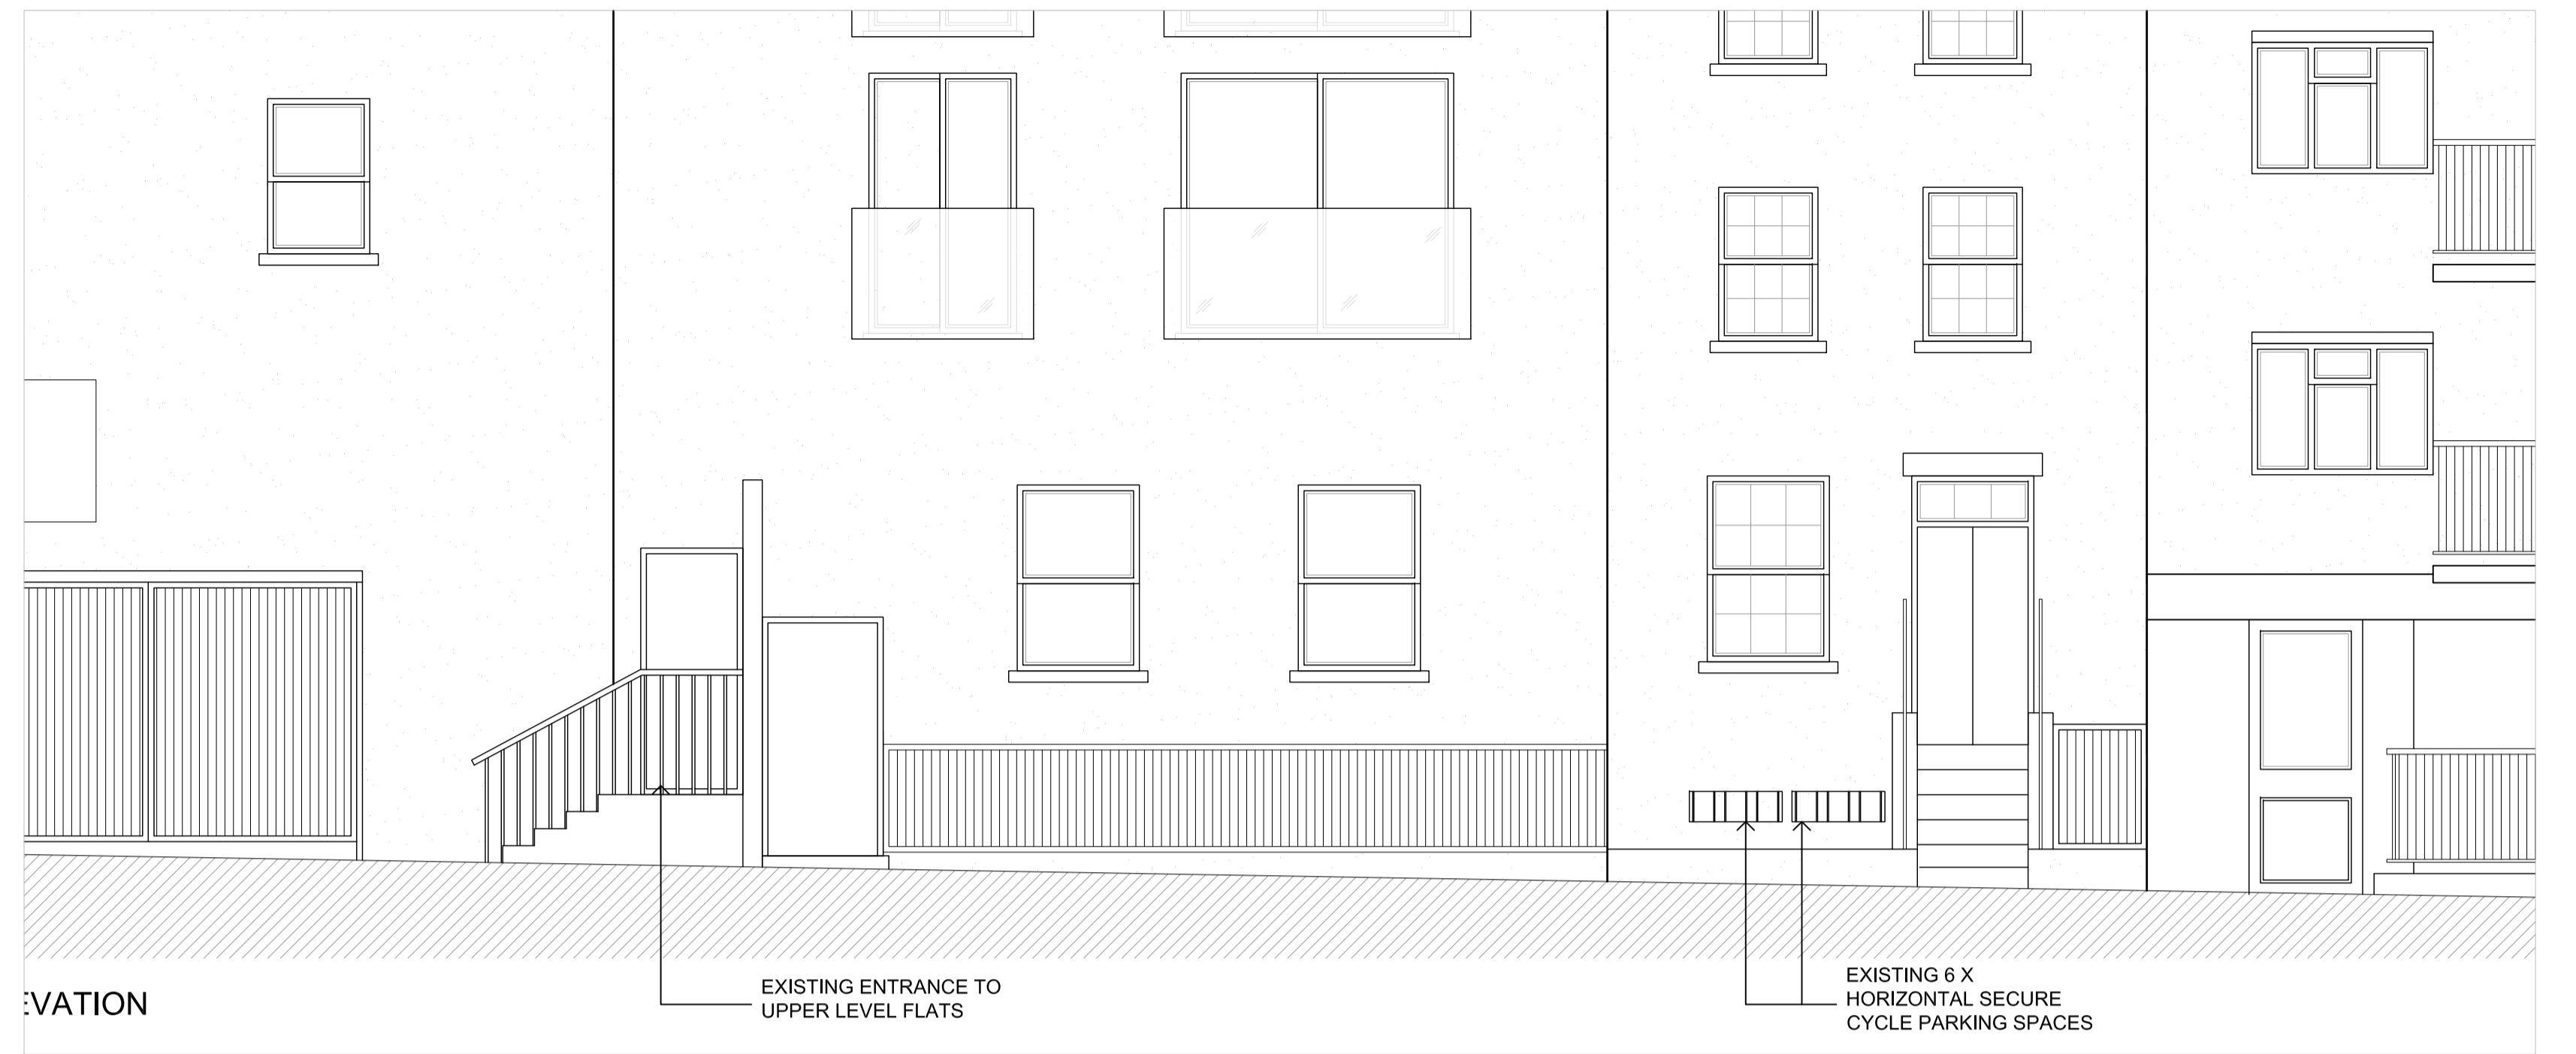 EXISTING ENTRANCE TO
UPPER LEVEL FLATS
EXISTING 6 X
HORIZONTAL SECURE
CYCLE PARKING SPACES
EVATION